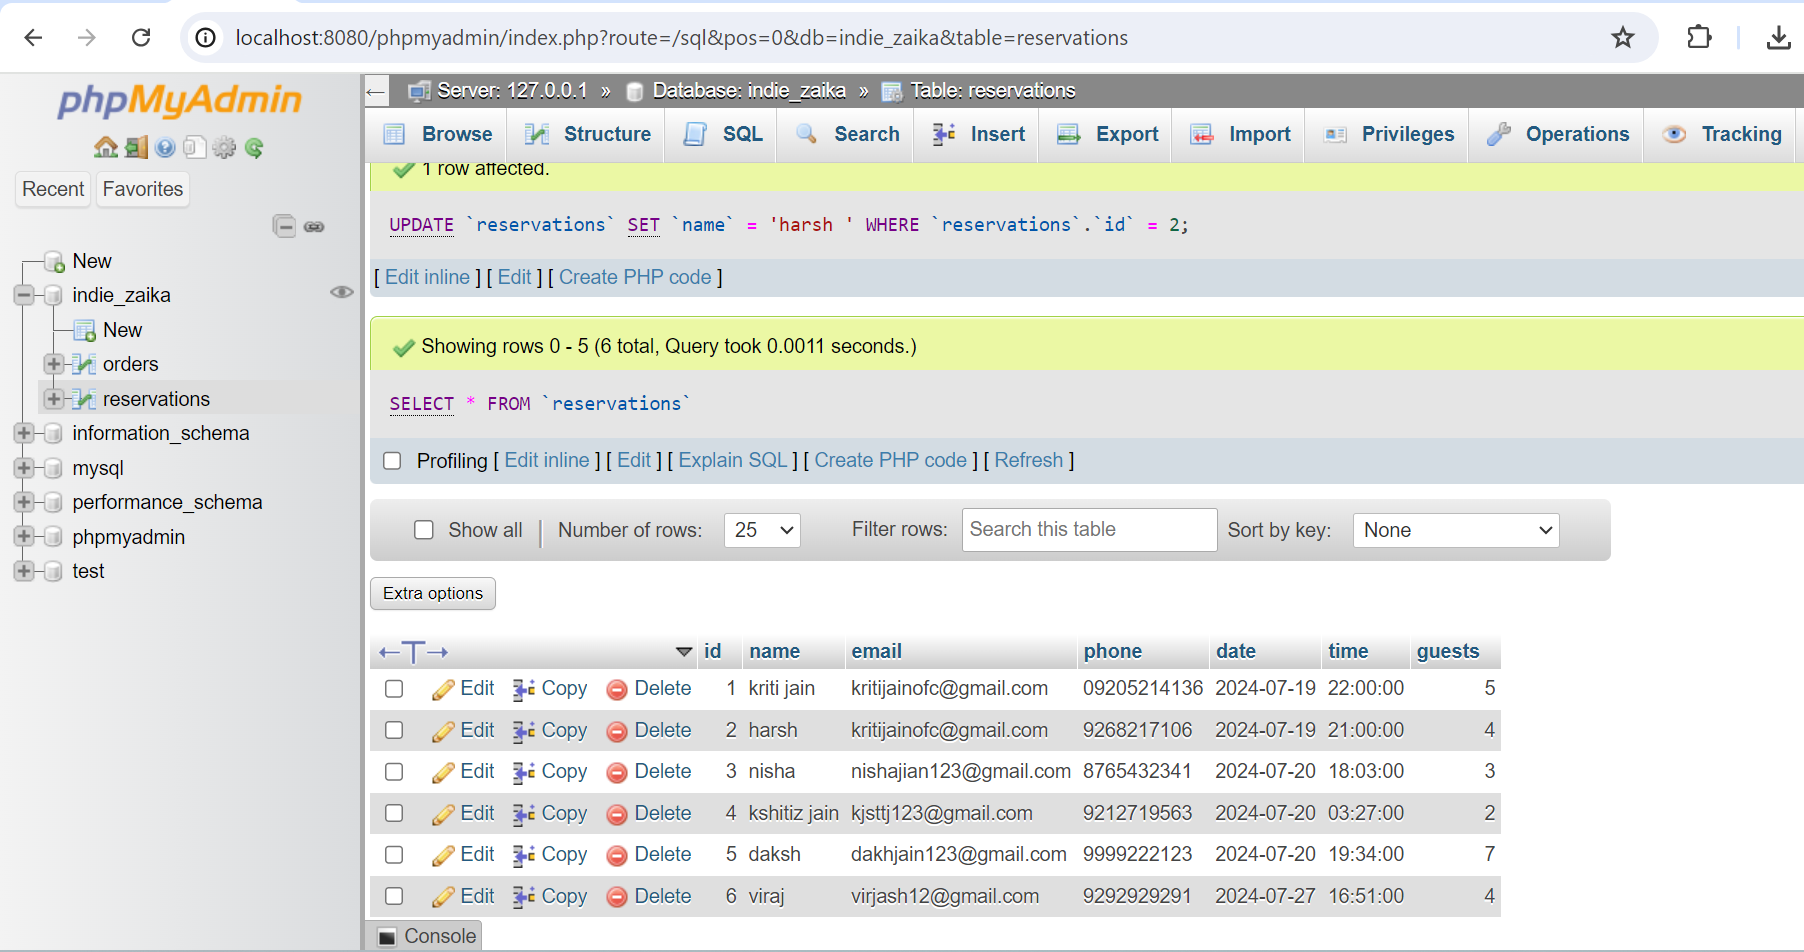 localhost:8080/phpmyadmin/index.php?route=/sql&pos=0&db=indie_zaika&table=reservations
phpMyAdmin
Recent Favorites
New
indie_zaika
New
orders
reservations
information_schema
mysql
performance_schema
phpmyadmin
test
Server: 127.0.0.1 » Database: indie_zaika » Table: reservations
Browse Structure SQL Search Insert Export Import Privileges Operations Tracking
1 row affected.
UPDATE `reservations` SET `name` = 'harsh ' WHERE `reservations`.`id` = 2;
[ Edit inline ] [ Edit ] [ Create PHP code ]
Showing rows 0 - 5 (6 total, Query took 0.0011 seconds.)
SELECT * FROM `reservations`
Profiling [ Edit inline ] [ Edit ] [ Explain SQL ] [ Create PHP code ] [ Refresh ]
Show all Number of rows: 25 Filter rows: Search this table Sort by key: None
Extra options
←T→ id name email phone date time guests
Edit Copy Delete 1 kriti jain kritijainofc@gmail.com 09205214136 2024-07-19 22:00:00 5
Edit Copy Delete 2 harsh kritijainofc@gmail.com 9268217106 2024-07-19 21:00:00 4
Edit Copy Delete 3 nisha nishajian123@gmail.com 8765432341 2024-07-20 18:03:00 3
Edit Copy Delete 4 kshitiz jain kjsttj123@gmail.com 9212719563 2024-07-20 03:27:00 2
Edit Copy Delete 5 daksh dakhjain123@gmail.com 9999222123 2024-07-20 19:34:00 7
Edit Copy Delete 6 viraj virjash12@gmail.com 9292929291 2024-07-27 16:51:00 4
Console